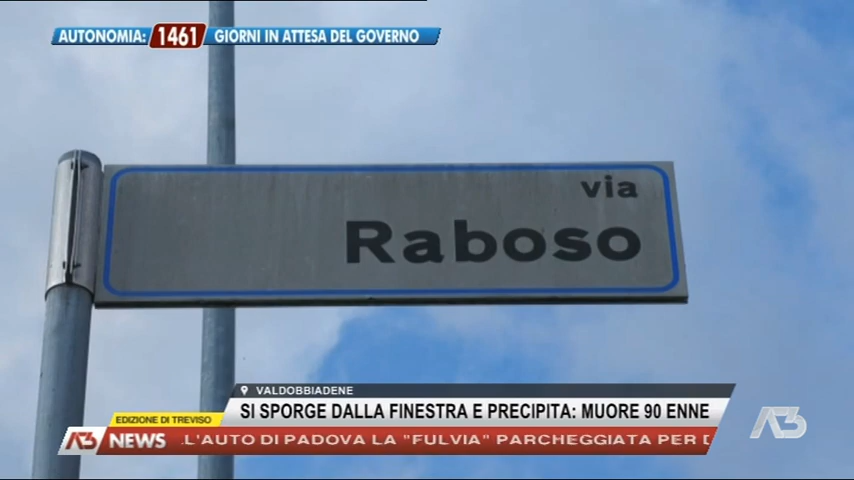 AUTONOMIA: 1461 GIORNI IN ATTESA DEL GOVERNO
via
Raboso
VALDOBBIADENE
EDIZIONE DI TREVISO
SI SPORGE DALLA FINESTRA E PRECIPITA: MUORE 90 ENNE
A3 NEWS
L'AUTO DI PADOVA LA "FULVIA" PARCHEGGIATA PER
A3